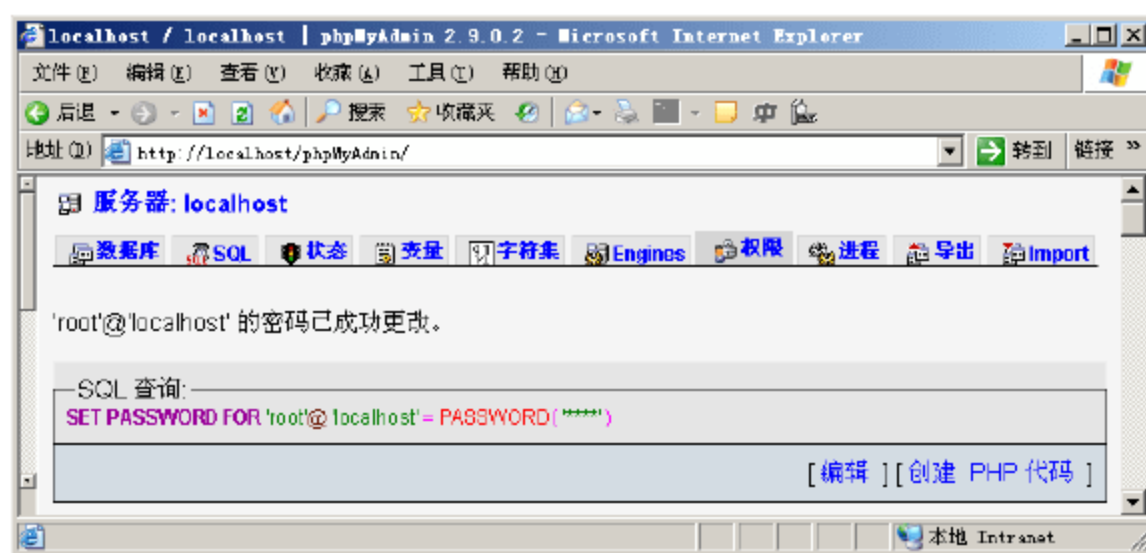 localhost / localhost | phpMyAdmin 2.9.0.2 - Microsoft Internet Explorer
文件(F) 编辑(E) 查看(V) 收藏(A) 工具(T) 帮助(H)
后退 搜索 收藏夹
地址(D) http://localhost/phpMyAdmin/ 转到 链接 »
服务器: localhost
数据库 SQL 状态 变量 字符集 Engines 权限 进程 导出 Import
'root'@'localhost' 的密码已成功更改。
SQL 查询:
SET PASSWORD FOR 'root'@'localhost' = PASSWORD( '*****' )
[ 编辑 ] [ 创建 PHP 代码 ]
本地 Intranet